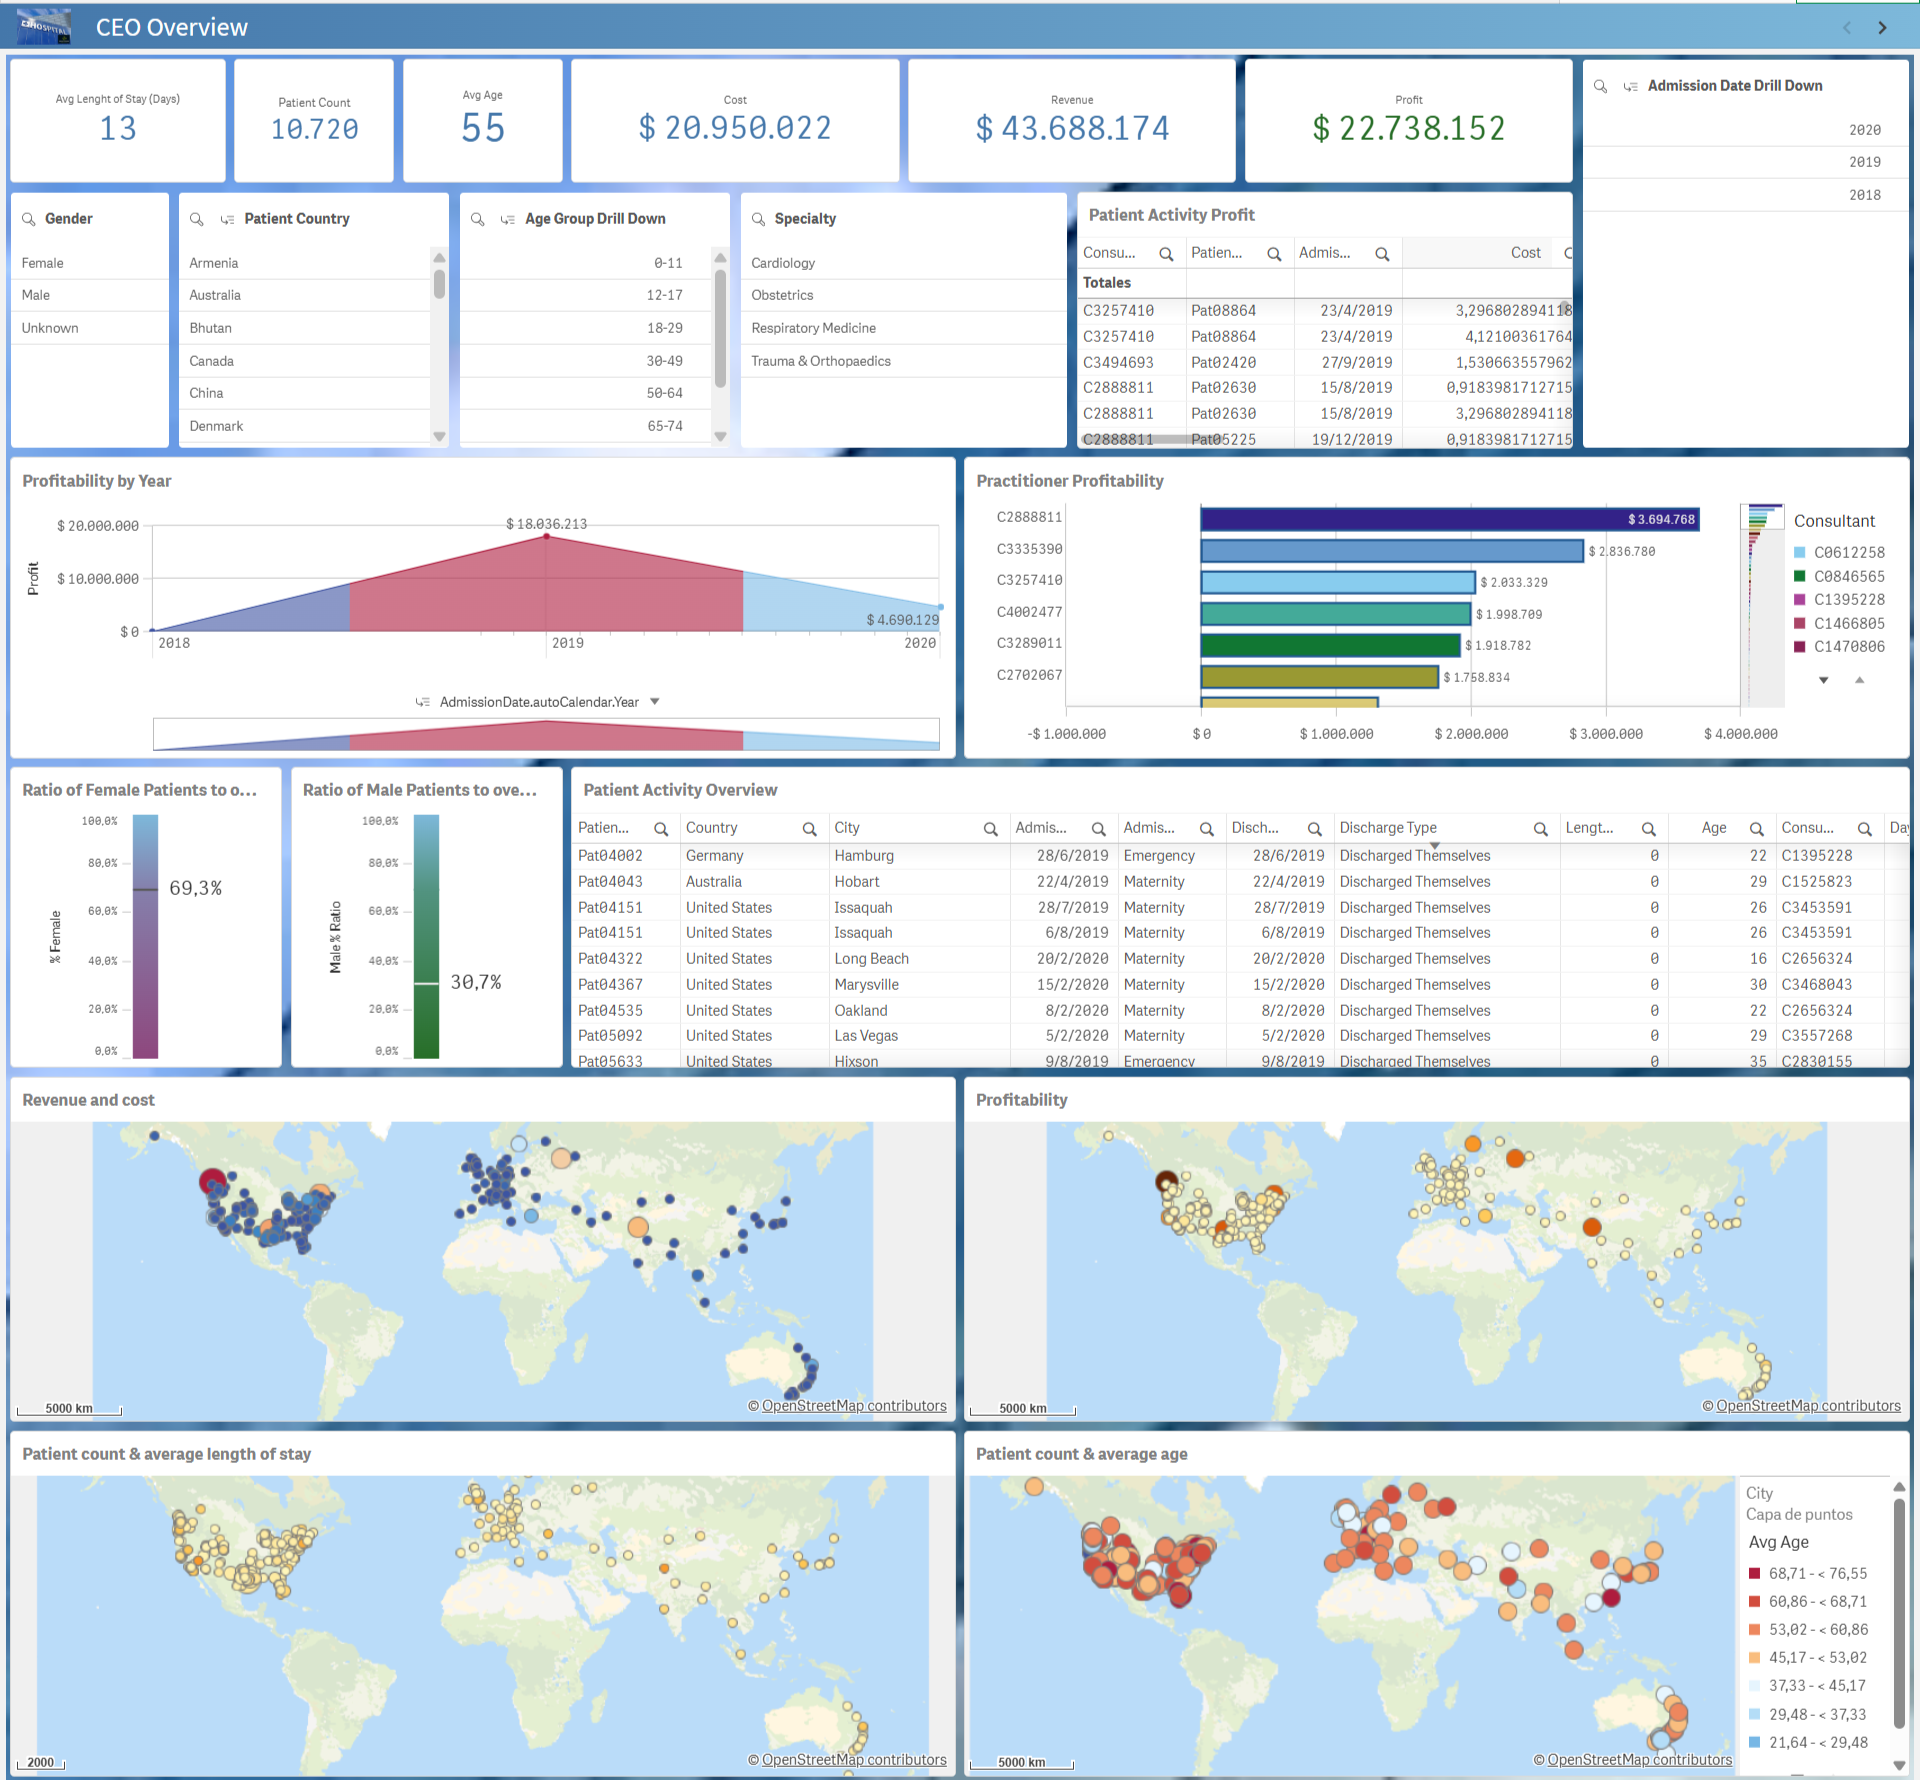 HOSPITAL
CEO Overview
Avg Lenght of Stay (Days)
13
Patient Count
10.720
Avg Age
55
Cost
$ 20.950.022
Revenue
$ 43.688.174
Profit
$ 22.738.152
Admission Date Drill Down
2020
2019
2018
Gender
Female
Male
Unknown
Patient Country
Armenia
Australia
Bhutan
Canada
China
Denmark
Age Group Drill Down
0-11
12-17
18-29
30-49
50-64
65-74
Specialty
Cardiology
Obstetrics
Respiratory Medicine
Trauma & Orthopaedics
Patient Activity Profit
Consu... Patien... Admis... Cost
Totales
C3257410 Pat08864 23/4/2019 3,296802894118
C3257410 Pat08864 23/4/2019 4,12100361764
C3494693 Pat02420 27/9/2019 1,530663557962
C2888811 Pat02630 15/8/2019 0,9183981712715
C2888811 Pat02630 15/8/2019 3,296802894118
C2888811 Pat05225 19/12/2019 0,9183981712715
Profitability by Year
Profit
$ 20.000.000
$ 10.000.000
$ 0
$ 18.036.213
$ 4.690.129
2018 2019 2020
AdmissionDate.autoCalendar.Year
Practitioner Profitability
C2888811 $ 3.694.768
C3335390 $ 2.836.780
C3257410 $ 2.033.329
C4002477 $ 1.998.709
C3289011 $ 1.918.782
C2702067 $ 1.758.834
-$ 1.000.000 $ 0 $ 1.000.000 $ 2.000.000 $ 3.000.000 $ 4.000.000
Consultant
C0612258
C0846565
C1395228
C1466805
C1470806
Ratio of Female Patients to o...
% Female
100,0%
80,0%
60,0%
40,0%
20,0%
0,0%
69,3%
Ratio of Male Patients to ove...
Male % Ratio
100,0%
80,0%
60,0%
40,0%
20,0%
0,0%
30,7%
Patient Activity Overview
Patien... Country City Admis... Admis... Disch... Discharge Type Lengt... Age Consu... Da
Pat04002 Germany Hamburg 28/6/2019 Emergency 28/6/2019 Discharged Themselves 0 22 C1395228
Pat04043 Australia Hobart 22/4/2019 Maternity 22/4/2019 Discharged Themselves 0 29 C1525823
Pat04151 United States Issaquah 28/7/2019 Maternity 28/7/2019 Discharged Themselves 0 26 C3453591
Pat04151 United States Issaquah 6/8/2019 Maternity 6/8/2019 Discharged Themselves 0 26 C3453591
Pat04322 United States Long Beach 20/2/2020 Maternity 20/2/2020 Discharged Themselves 0 16 C2656324
Pat04367 United States Marysville 15/2/2020 Maternity 15/2/2020 Discharged Themselves 0 30 C3468043
Pat04535 United States Oakland 8/2/2020 Maternity 8/2/2020 Discharged Themselves 0 22 C2656324
Pat05092 United States Las Vegas 5/2/2020 Maternity 5/2/2020 Discharged Themselves 0 29 C3557268
Pat05633 United States Hixson 9/8/2019 Emergency 9/8/2019 Discharged Themselves 0 35 C2830155
Revenue and cost
5000 km
© OpenStreetMap contributors
Profitability
5000 km
© OpenStreetMap contributors
Patient count & average length of stay
2000
© OpenStreetMap contributors
Patient count & average age
5000 km
© OpenStreetMap contributors
City
Capa de puntos
Avg Age
68,71 - < 76,55
60,86 - < 68,71
53,02 - < 60,86
45,17 - < 53,02
37,33 - < 45,17
29,48 - < 37,33
21,64 - < 29,48